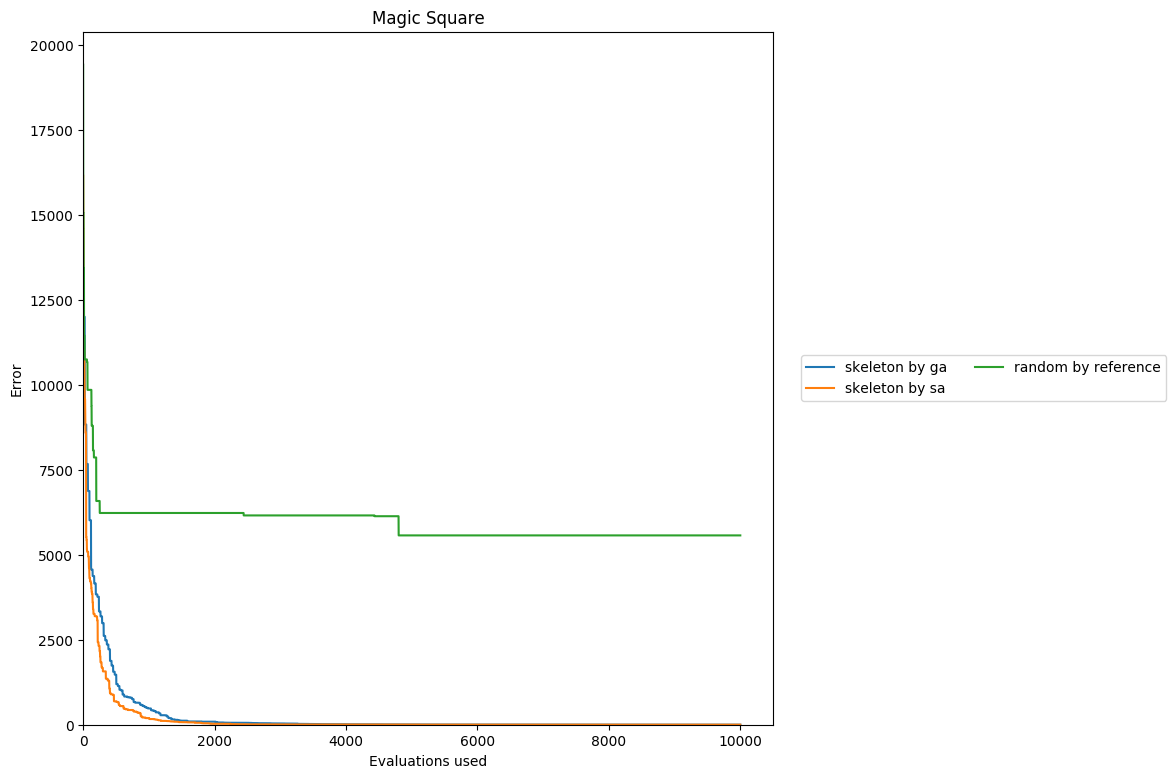 Magic Square
20000
17500
15000
12500
10000
7500
5000
2500
0
Error
0 2000 4000 6000 8000 10000
Evaluations used
skeleton by ga
skeleton by sa
random by reference